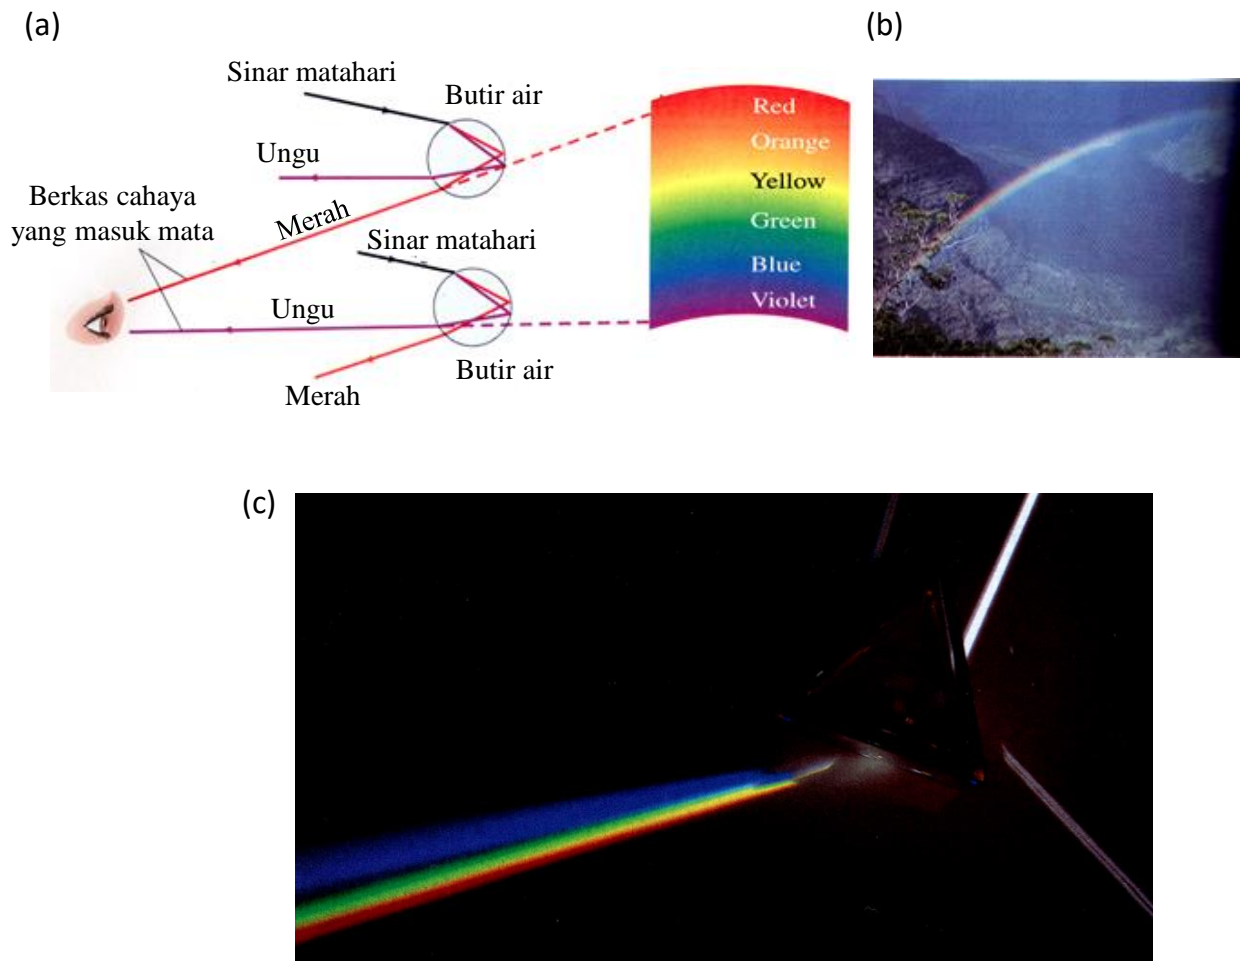 (a)
(b)
Sinar matahari
Butir air
Red
Orange
Ungu
Yellow
Berkas cahaya
yang masuk mata
Merah
Green
Sinar matahari
Blue
Ungu
Violet
Butir air
Merah
(c)